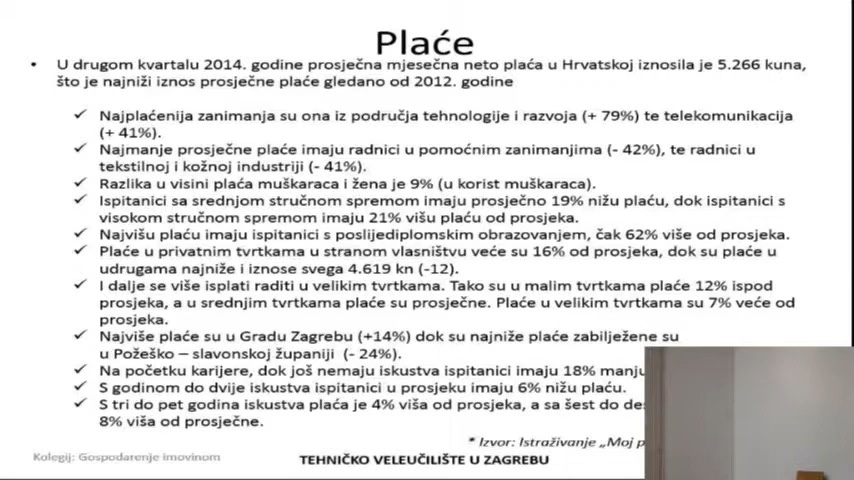 Plaće
• U drugom kvartalu 2014. godine prosječna mjesečna neto plaća u Hrvatskoj iznosila je 5.266 kuna,
što je najniži iznos prosječne plaće gledano od 2012. godine
✓ Najplaćenija zanimanja su ona iz područja tehnologije i razvoja (+ 79%) te telekomunikacija
(+ 41%).
✓ Najmanje prosječne plaće imaju radnici u pomoćnim zanimanjima (- 42%), te radnici u
tekstilnoj i kožnoj industriji (- 41%).
✓ Razlika u visini plaća muškaraca i žena je 9% (u korist muškaraca).
✓ Ispitanici sa srednjom stručnom spremom imaju prosječno 19% nižu plaću, dok ispitanici s
visokom stručnom spremom imaju 21% višu plaću od prosjeka.
✓ Najvišu plaću imaju ispitanici s poslijediplomskim obrazovanjem, čak 62% više od prosjeka.
✓ Plaće u privatnim tvrtkama u stranom vlasništvu veće su 16% od prosjeka, dok su plaće u
udrugama najniže i iznose svega 4.619 kn (-12).
✓ I dalje se više isplati raditi u velikim tvrtkama. Tako su u malim tvrtkama plaće 12% ispod
prosjeka, a u srednjim tvrtkama plaće su prosječne. Plaće u velikim tvrtkama su 7% veće od
prosjeka.
✓ Najviše plaće su u Gradu Zagrebu (+14%) dok su najniže plaće zabilježene su
u Požeško – slavonskoj županiji (- 24%).
✓ Na početku karijere, dok još nemaju iskustva ispitanici imaju 18% manju
✓ S godinom do dvije iskustva ispitanici u prosjeku imaju 6% nižu plaću.
✓ S tri do pet godina iskustva plaća je 4% viša od prosjeka, a sa šest do
8% viša od prosječne.
* Izvor: Istraživanje „Moj
Kolegij: Gospodarenje imovinom
TEHNIČKO VELEUČILIŠTE U ZAGREBU